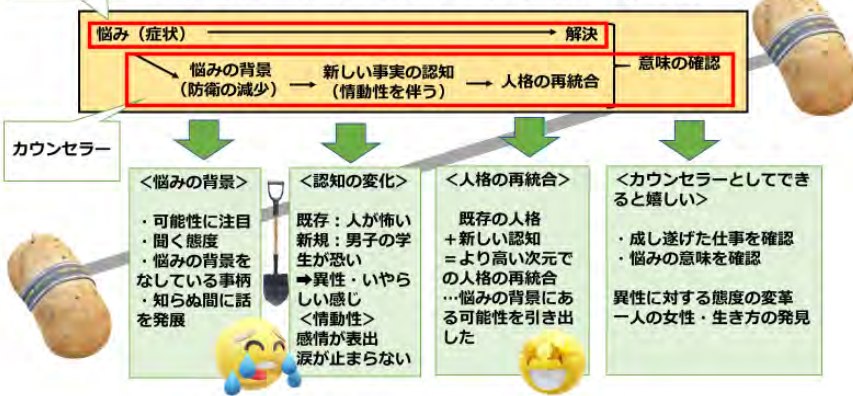 悩み（症状） 解決
悩みの背景
（防衛の減少）
新しい事実の認知
（情動性を伴う）
人格の再統合
意味の確認
カウンセラー
＜悩みの背景＞
・可能性に注目
・聞く態度
・悩みの背景を
なしている事柄
・知らぬ間に話
を発展
＜認知の変化＞
既存：人が怖い
新規：男子の学
生が恐い
➡異性・いやら
しい感じ
＜情動性＞
感情が表出
涙が止まらない
＜人格の再統合＞
既存の人格
＋新しい認知
＝より高い次元で
の人格の再統合
…悩みの背景にあ
る可能性を引き出
した
＜カウンセラーとしてでき
ると嬉しい＞
・成し遂げた仕事を確認
・悩みの意味を確認
異性に対する態度の変革
一人の女性・生き方の発見